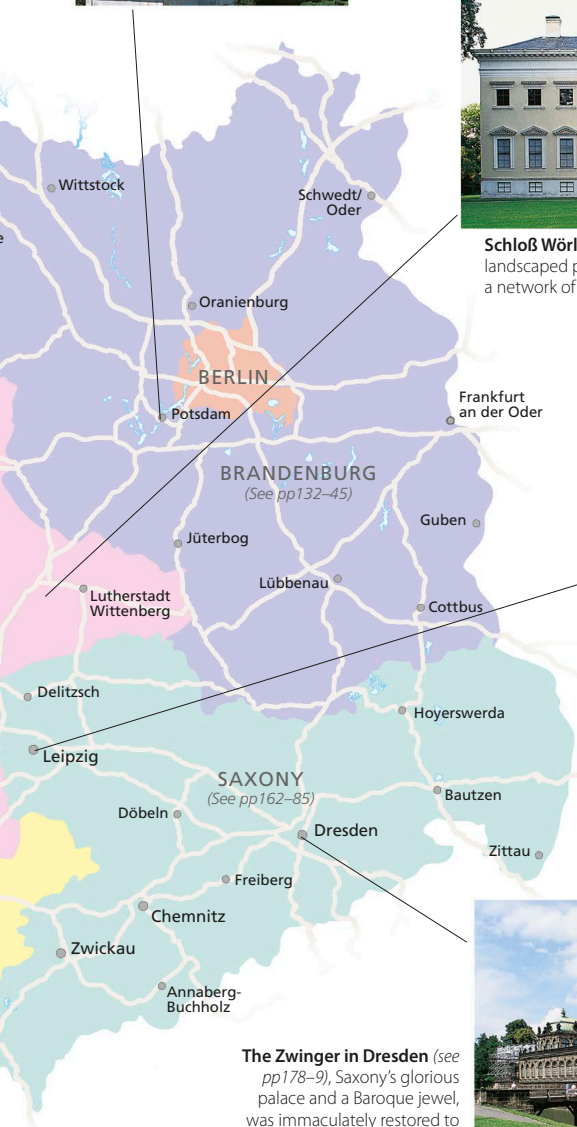 Wittstock
Schwedt/
Oder
e
Schloß Wörl
landscaped p
a network of
Oranienburg
BERLIN
Frankfurt
an der Oder
Potsdam
BRANDENBURG
(See pp132–45)
Guben
Jüterbog
Lübbenau
Lutherstadt
Wittenberg
Cottbus
Delitzsch
Hoyerswerda
Leipzig
SAXONY
(See pp162–85)
Bautzen
Döbeln
Dresden
Zittau
Freiberg
Chemnitz
Zwickau
Annaberg-
Buchholz
The Zwinger in Dresden (see
pp178–9), Saxony's glorious
palace and a Baroque jewel,
was immaculately restored to